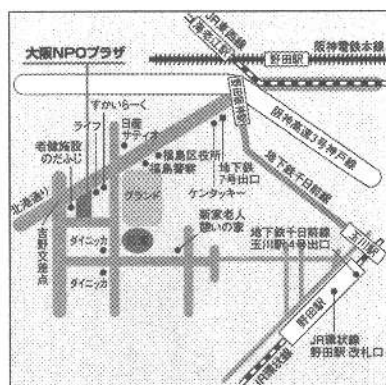 JR東西線
海老江駅
阪神電鉄本線
野田駅
大阪NPOプラザ
すかいらーく
ライフ
日産
サティオ
老健施設
のだふじ
福島区役所
福島警察
地下鉄
7号出口
ケンタッキー
阪神高速3号神戸線
地下鉄千日前線
北港通り
グランド
吉野交差点
ダイニッカ
新家老人
憩いの家
地下鉄千日前線
玉川駅4号出口
玉川駅
ダイニッカ
野田駅
JR環状線
野田駅 改札口
JR環状線